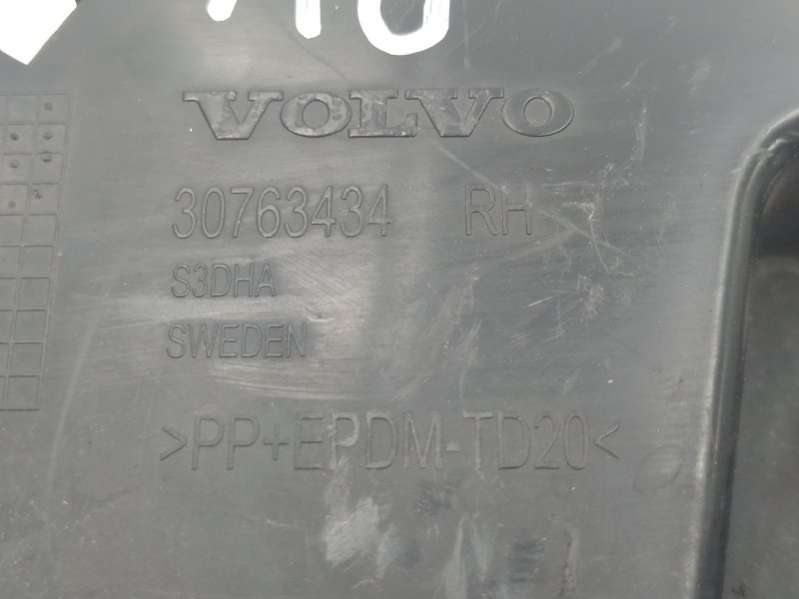 VOLVO
30763434 RH
S3DHA
SWEDEN
>PP+EPDM-TD20<